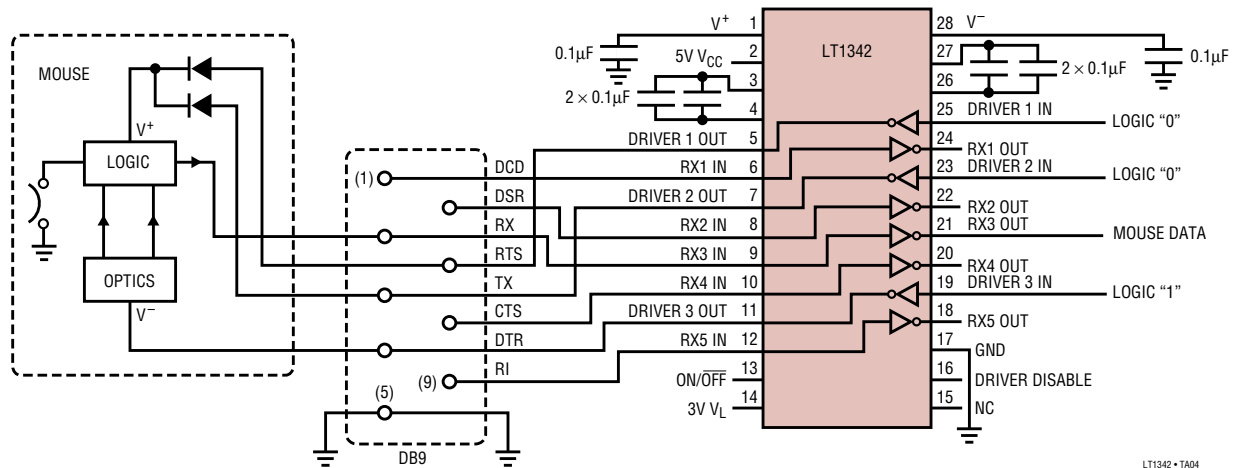 MOUSE
V+
LOGIC
OPTICS
V−
(1)
DCD
DSR
RX
RTS
TX
CTS
DTR
(9)
RI
(5)
DB9
V+
1
0.1µF
5V VCC
2
3
2 × 0.1µF
4
DRIVER 1 OUT
5
RX1 IN
6
DRIVER 2 OUT
7
RX2 IN
8
RX3 IN
9
RX4 IN
10
DRIVER 3 OUT
11
RX5 IN
12
ON/OFF
13
3V VL
14
LT1342
28
V−
0.1µF
27
2 × 0.1µF
26
25
DRIVER 1 IN
LOGIC “0”
24
RX1 OUT
23
DRIVER 2 IN
LOGIC “0”
22
RX2 OUT
21
RX3 OUT
MOUSE DATA
20
RX4 OUT
19
DRIVER 3 IN
LOGIC “1”
18
RX5 OUT
17
GND
16
DRIVER DISABLE
15
NC
LT1342 • TA04